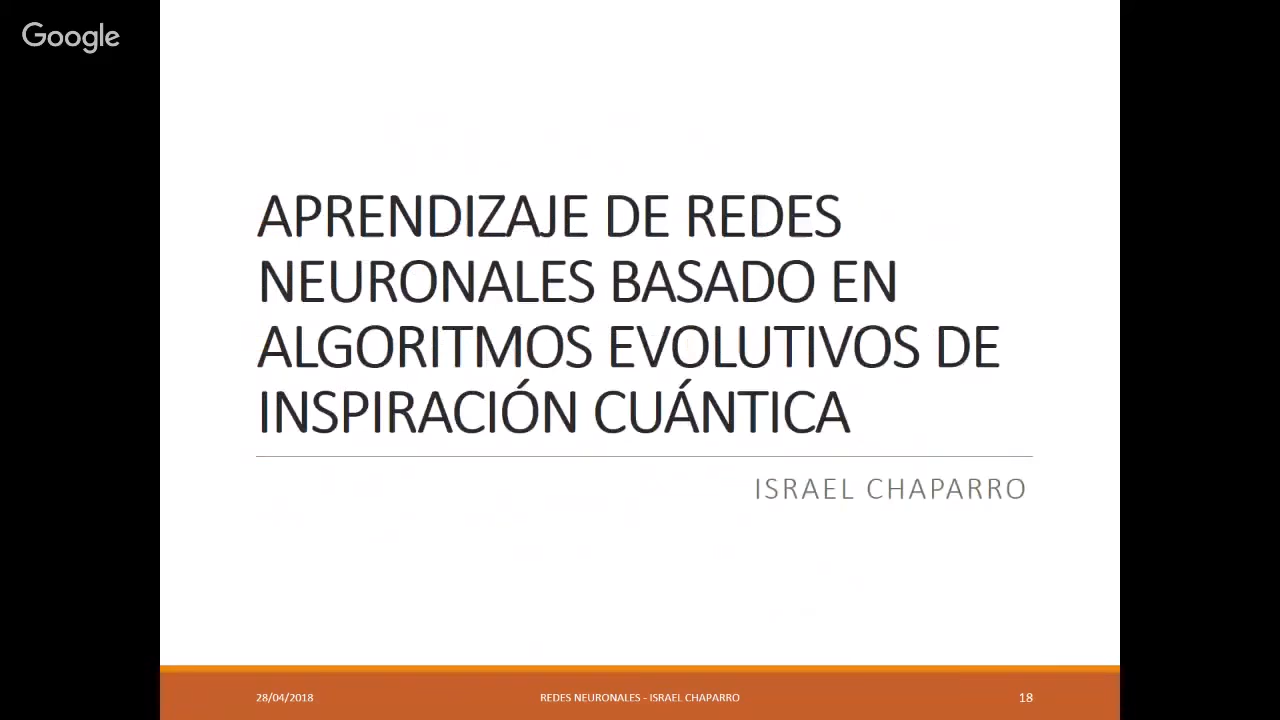 Google
APRENDIZAJE DE REDES
NEURONALES BASADO EN
ALGORITMOS EVOLUTIVOS DE
INSPIRACIÓN CUÁNTICA
ISRAEL CHAPARRO
28/04/2018
REDES NEURONALES - ISRAEL CHAPARRO
18